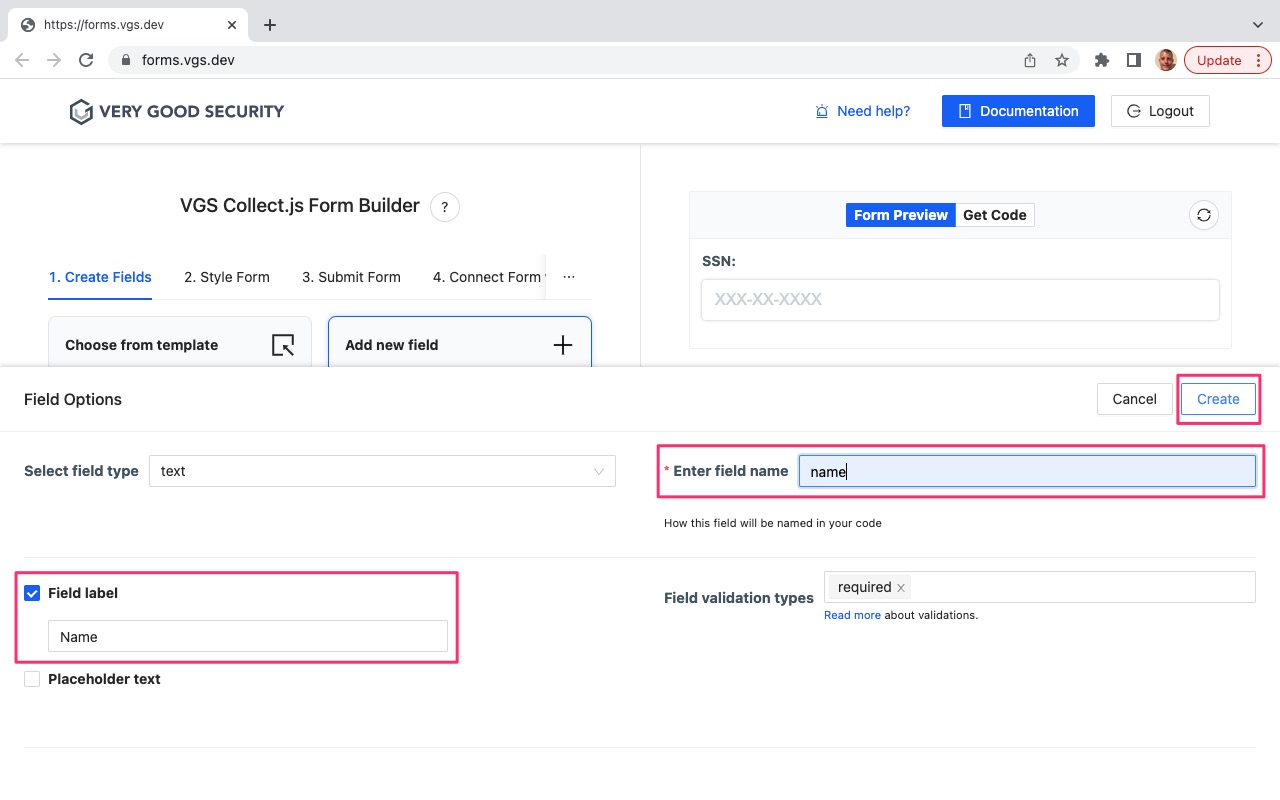 https://forms.vgs.dev
forms.vgs.dev
Update
VERY GOOD SECURITY
Need help?
Documentation
Logout
VGS Collect.js Form Builder
?
Form Preview
Get Code
1. Create Fields
2. Style Form
3. Submit Form
4. Connect Form
...
SSN:
XXX-XX-XXXX
Choose from template
Add new field
Field Options
Cancel
Create
Select field type
text
* Enter field name
name
How this field will be named in your code
Field label
Name
Field validation types
required
Read more about validations.
Placeholder text